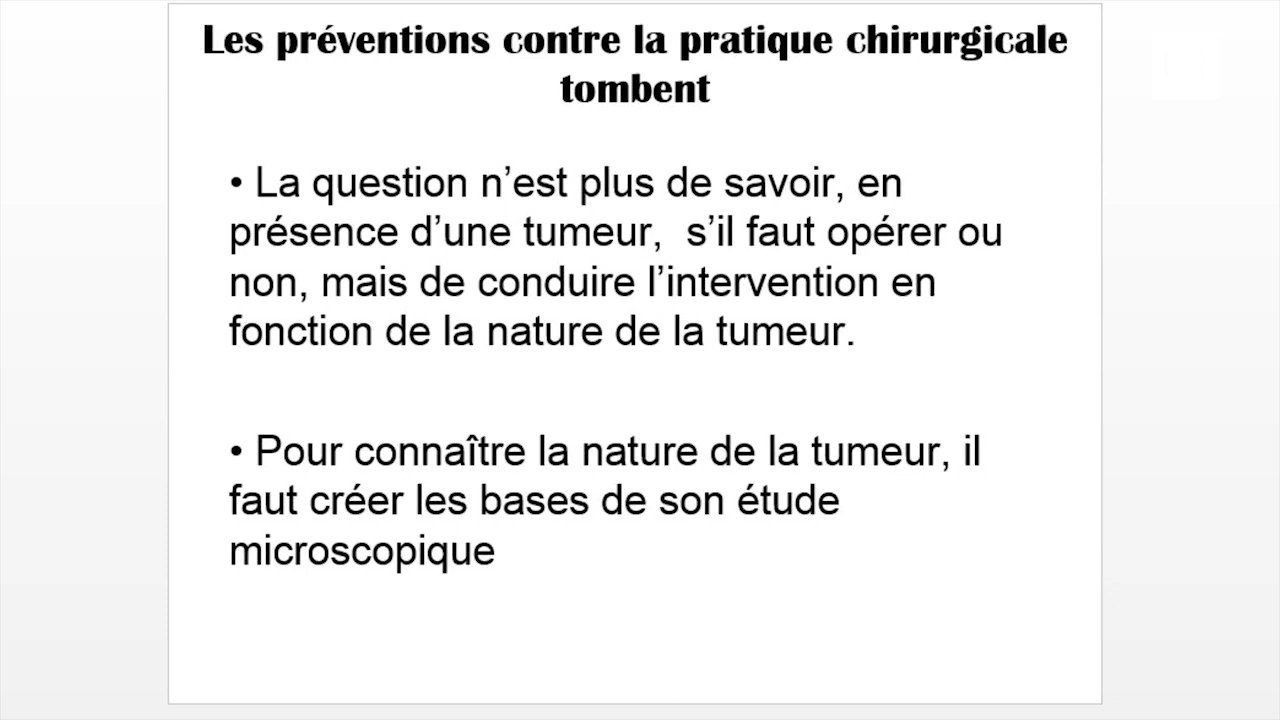 Les préventions contre la pratique chirurgicale
tombent
• La question n’est plus de savoir, en
présence d’une tumeur,  s’il faut opérer ou
non, mais de conduire l’intervention en
fonction de la nature de la tumeur.
• Pour connaître la nature de la tumeur, il
faut créer les bases de son étude
microscopique